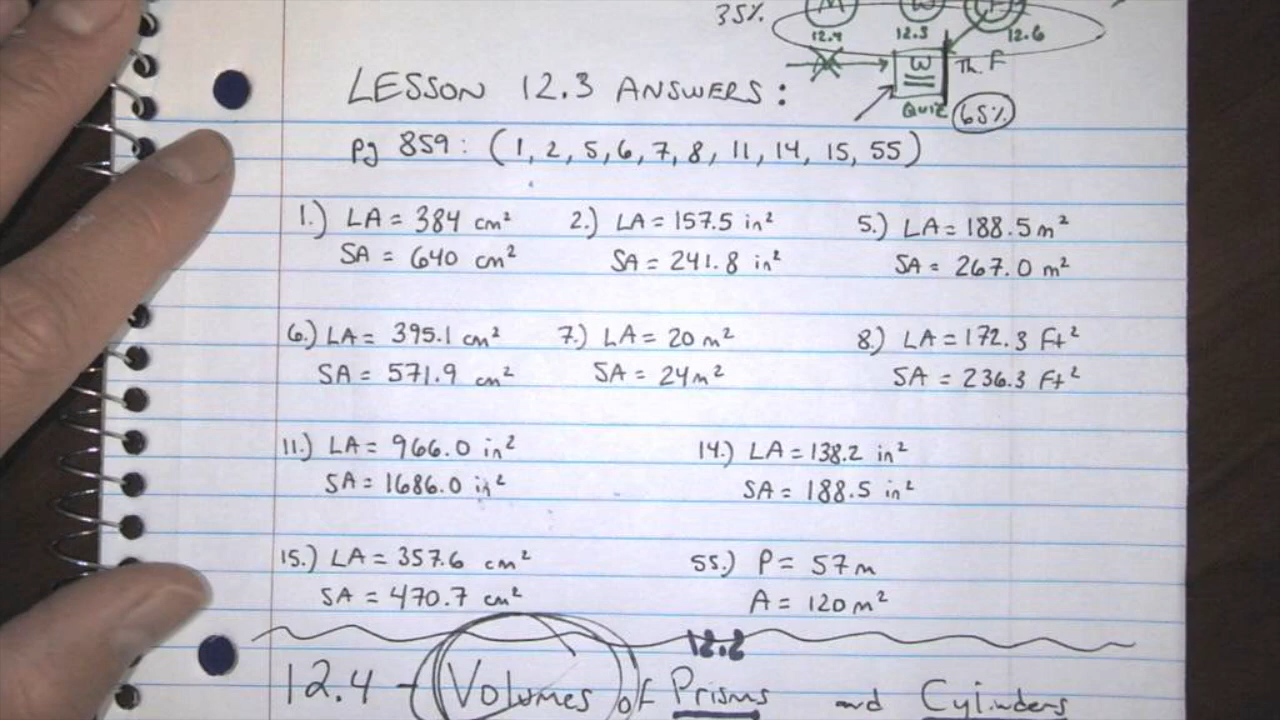 35%
M W TH F
12.4 12.5 12.6
W Th. F
QUIZ 65%
LESSON 12.3 ANSWERS:
pg 859: (1, 2, 5, 6, 7, 8, 11, 14, 15, 55)
1.) LA = 384 cm² 2.) LA = 157.5 in² 5.) LA = 188.5 m²
SA = 640 cm² SA = 241.8 in² SA = 267.0 m²
6.) LA = 395.1 cm² 7.) LA = 20 m² 8.) LA = 172.3 Ft²
SA = 571.9 cm² SA = 24 m² SA = 236.3 Ft²
11.) LA = 966.0 in² 14.) LA = 138.2 in²
SA = 1686.0 in² SA = 188.5 in²
15.) LA = 357.6 cm² 55.) P = 57 m
SA = 470.7 cm² A = 120 m²
12.2
12.4 - Volumes of Prisms and Cylinders